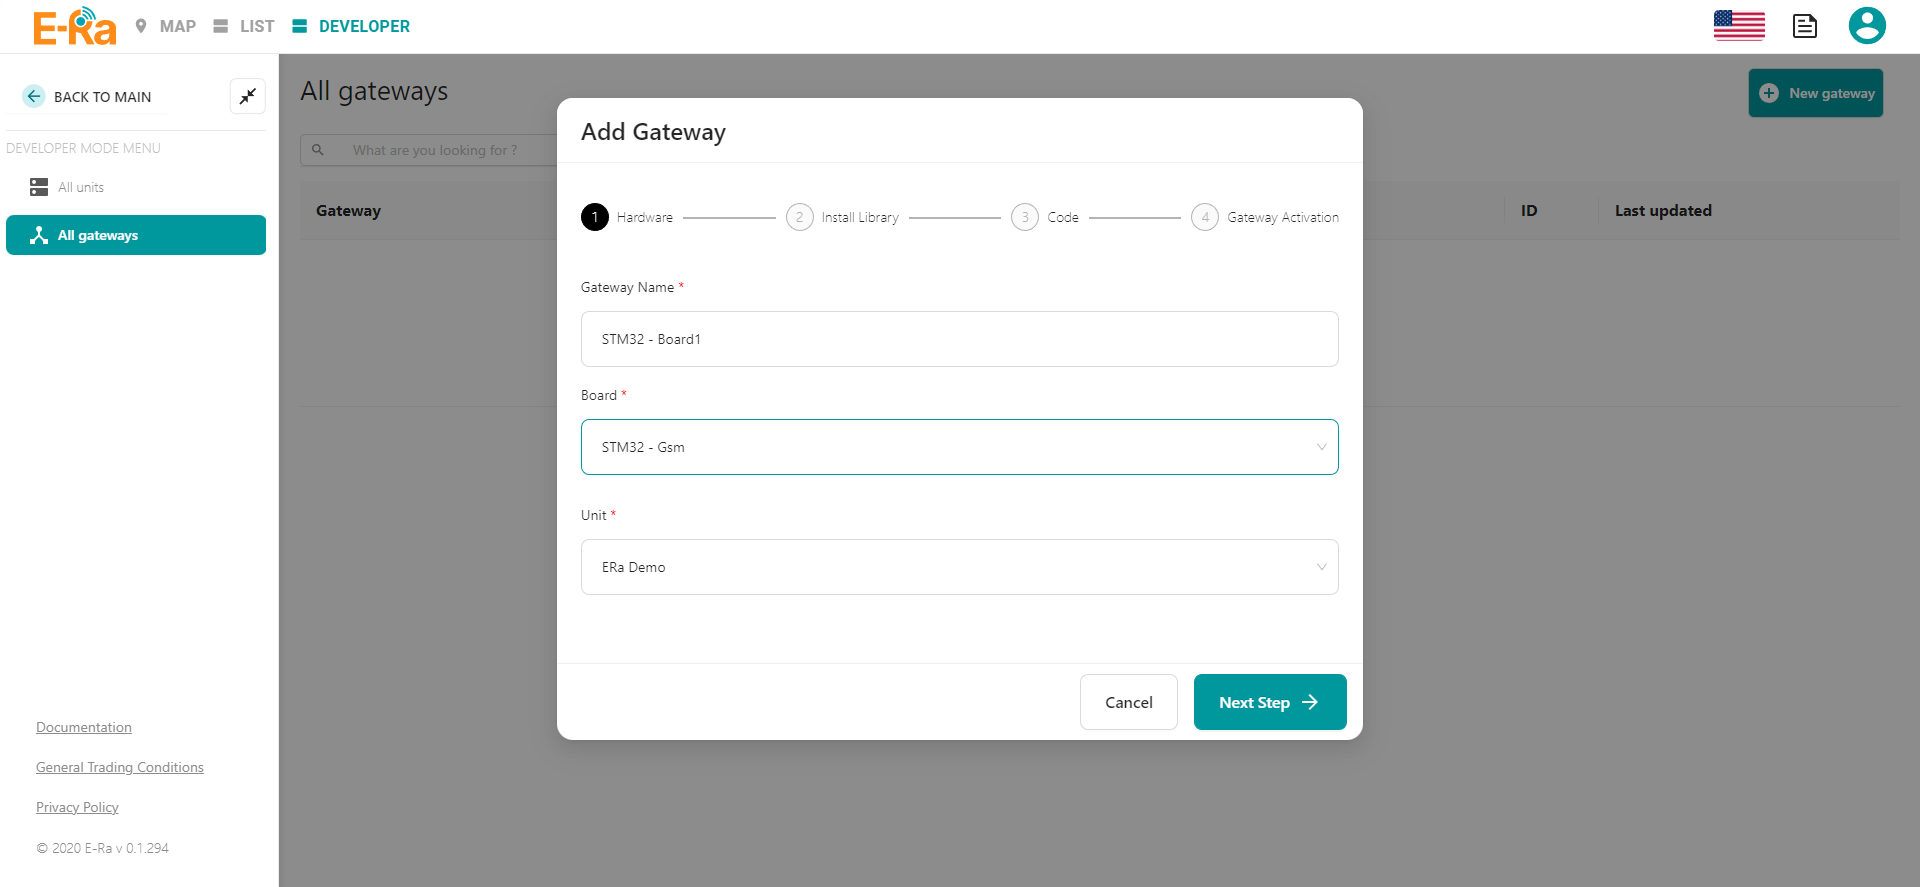 E-Ra MAP LIST DEVELOPER
BACK TO MAIN
DEVELOPER MODE MENU
All units
All gateways
Documentation
General Trading Conditions
Privacy Policy
© 2020 E-Ra v 0.1.294
All gateways
New gateway
What are you looking for ?
Gateway ID Last updated
Add Gateway
1 Hardware 2 Install Library 3 Code 4 Gateway Activation
Gateway Name *
STM32 - Board1
Board *
STM32 - Gsm
Unit *
ERa Demo
Cancel Next Step